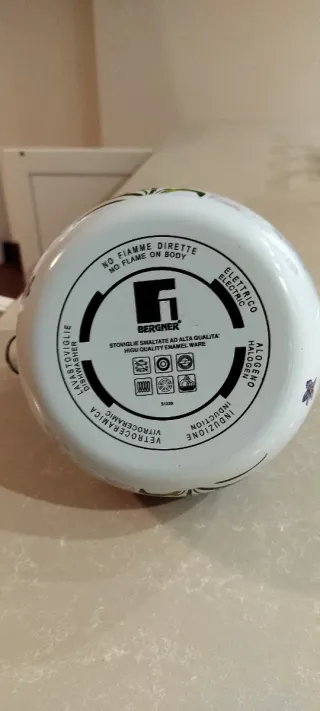 NO FIAMME DIRETTE
NO FLAME ON BODY
ELETTRICO
ELECTRIC
ALOGENO
HALOGEN
INDUZIONE
INDUCTION
VETROCERAMICA
VITROCERAMIC
LAVASTOVIGLIE
DISHWASHER
BERGNER
STOVIGLIE SMALTATE AD ALTA QUALITA'
HIGU QUALITY ENAMEL WARE